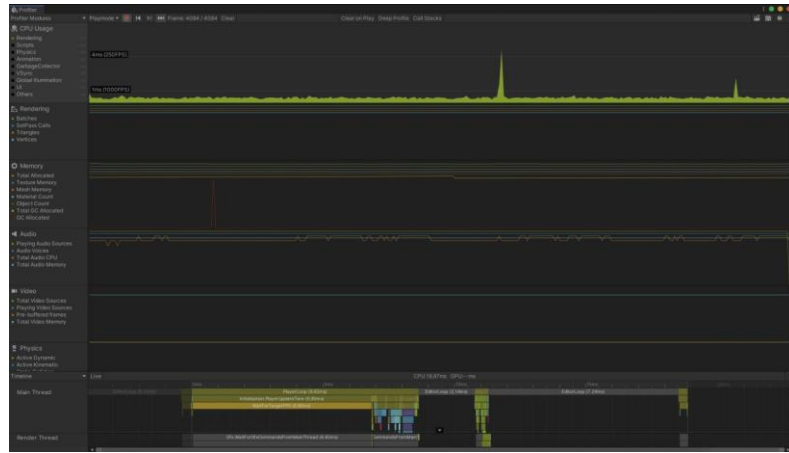 Profiler
Profiler Modules Playmode Frame: 4084 / 4084 Clear Clear on Play Deep Profile Call Stacks
CPU Usage
Rendering
Scripts
Physics
Animation
GarbageCollector
VSync
Global Illumination
UI
Others
4ms (250FPS)
1ms (1000FPS)
Rendering
Batches
SetPass Calls
Triangles
Vertices
Memory
Total Allocated
Texture Memory
Mesh Memory
Material Count
Object Count
Total GC Allocated
GC Allocated
Audio
Playing Audio Sources
Audio Voices
Total Audio CPU
Total Audio Memory
Video
Total Video Sources
Playing Video Sources
Pre-buffered frames
Total Video Memory
Physics
Active Dynamic
Active Kinematic
Timeline Live
Main Thread
Render Thread